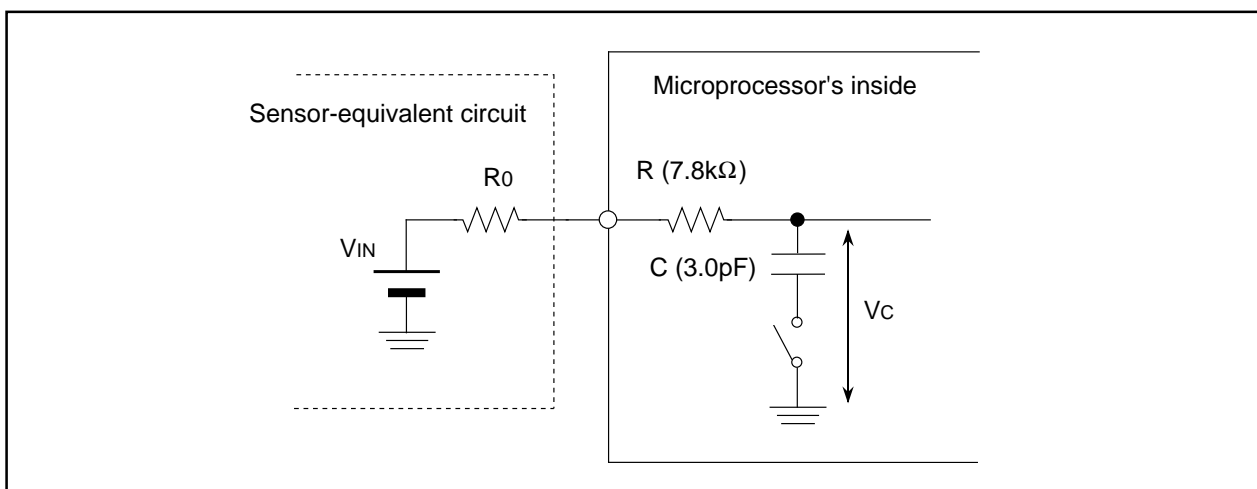 Microprocessor's inside
Sensor-equivalent circuit
R0
R (7.8kΩ)
VIN
C (3.0pF)
VC